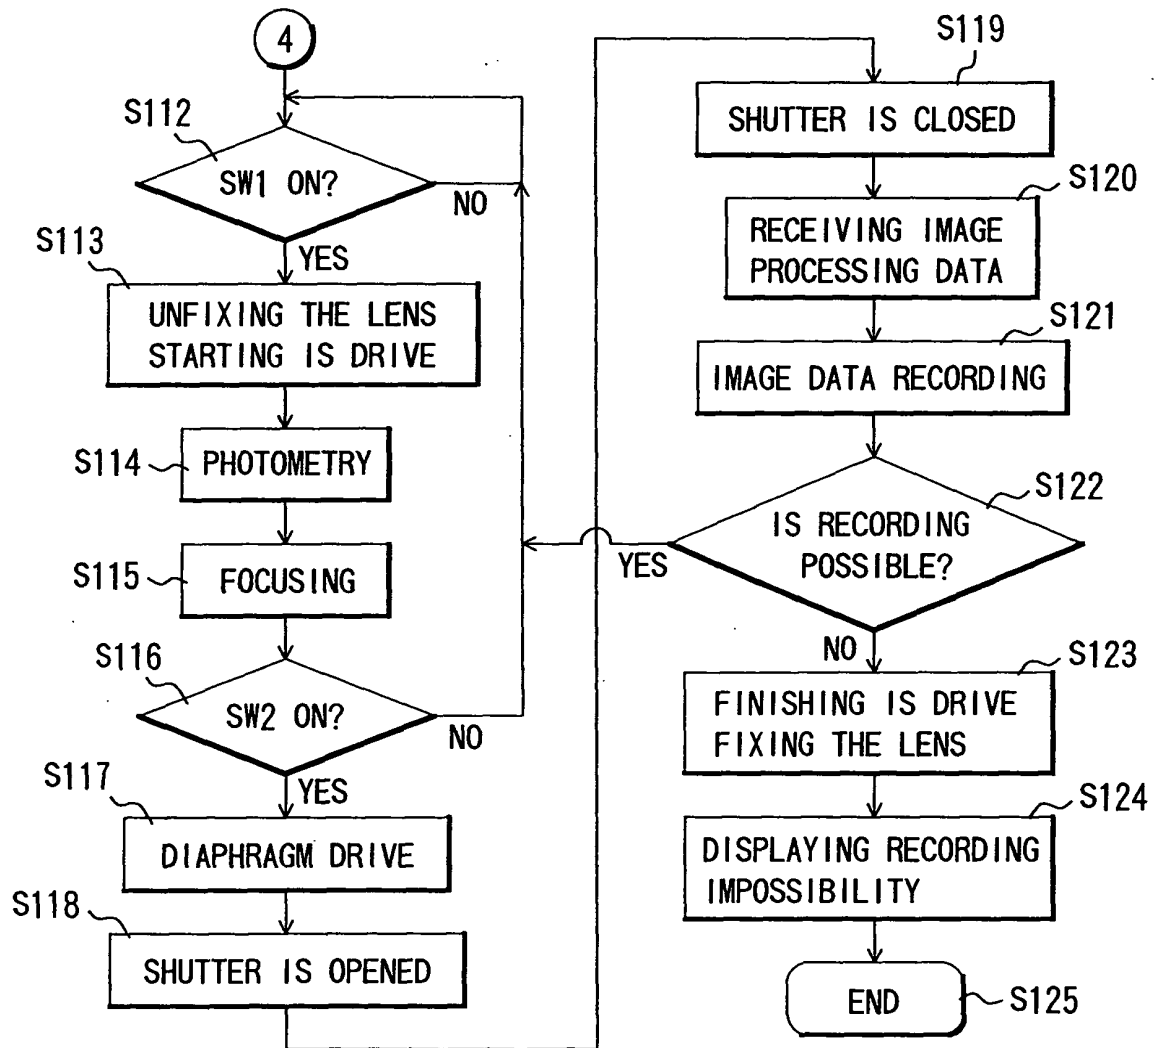 4
S112
SW1 ON?
NO
YES
S113
UNFIXING THE LENS
STARTING IS DRIVE
S114
PHOTOMETRY
S115
FOCUSING
S116
SW2 ON?
NO
YES
S117
DIAPHRAGM DRIVE
S118
SHUTTER IS OPENED
S119
SHUTTER IS CLOSED
S120
RECEIVING IMAGE
PROCESSING DATA
S121
IMAGE DATA RECORDING
S122
IS RECORDING
POSSIBLE?
YES
NO
S123
FINISHING IS DRIVE
FIXING THE LENS
S124
DISPLAYING RECORDING
IMPOSSIBILITY
END
S125